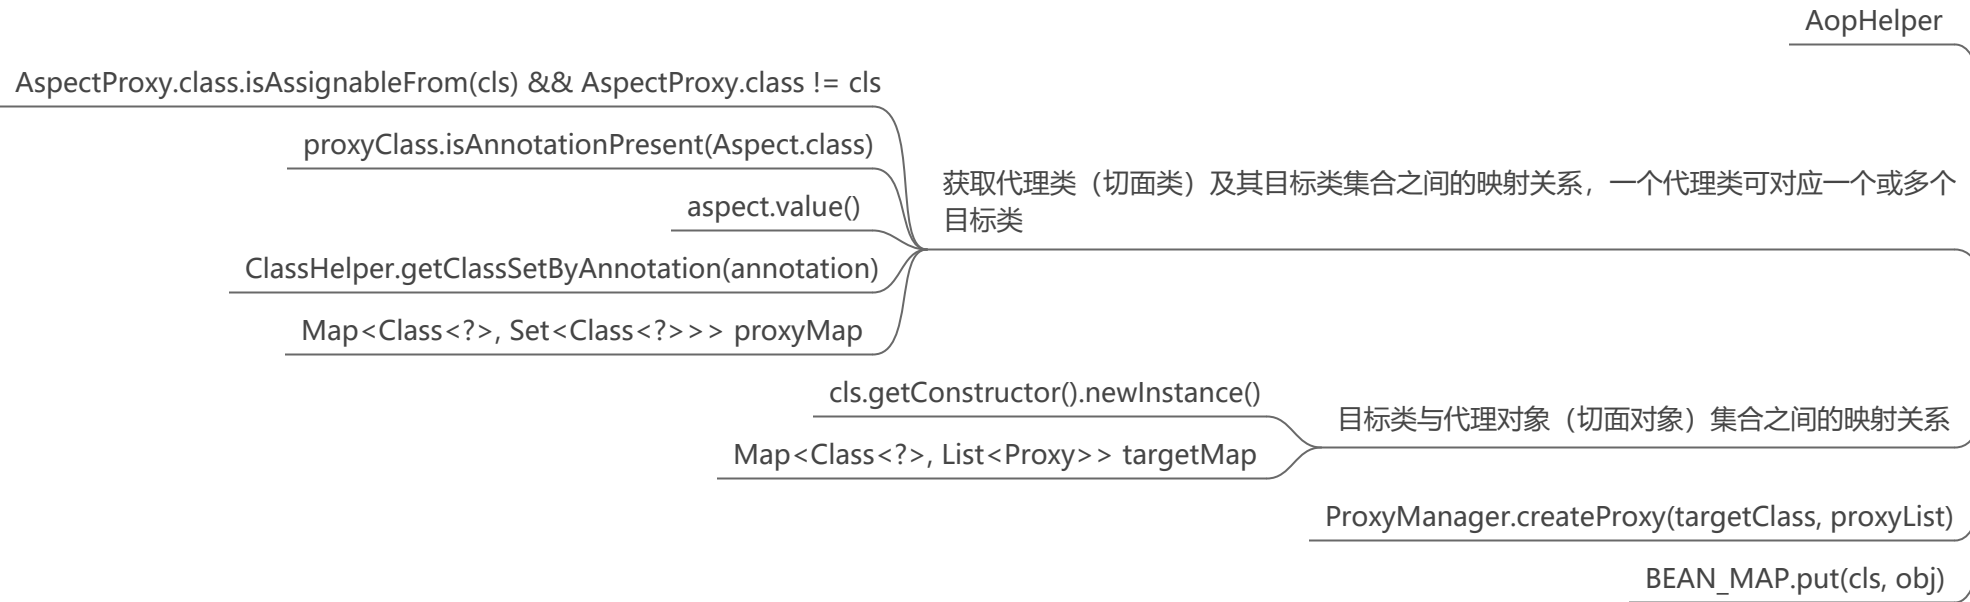 AopHelper
AspectProxy.class.isAssignableFrom(cls) && AspectProxy.class != cls
proxyClass.isAnnotationPresent(Aspect.class)
aspect.value()
ClassHelper.getClassSetByAnnotation(annotation)
Map<Class<?>, Set<Class<?>>> proxyMap
获取代理类（切面类）及其目标类集合之间的映射关系，一个代理类可对应一个或多个
目标类
cls.getConstructor().newInstance()
Map<Class<?>, List<Proxy>> targetMap
目标类与代理对象（切面对象）集合之间的映射关系
ProxyManager.createProxy(targetClass, proxyList)
BEAN_MAP.put(cls, obj)